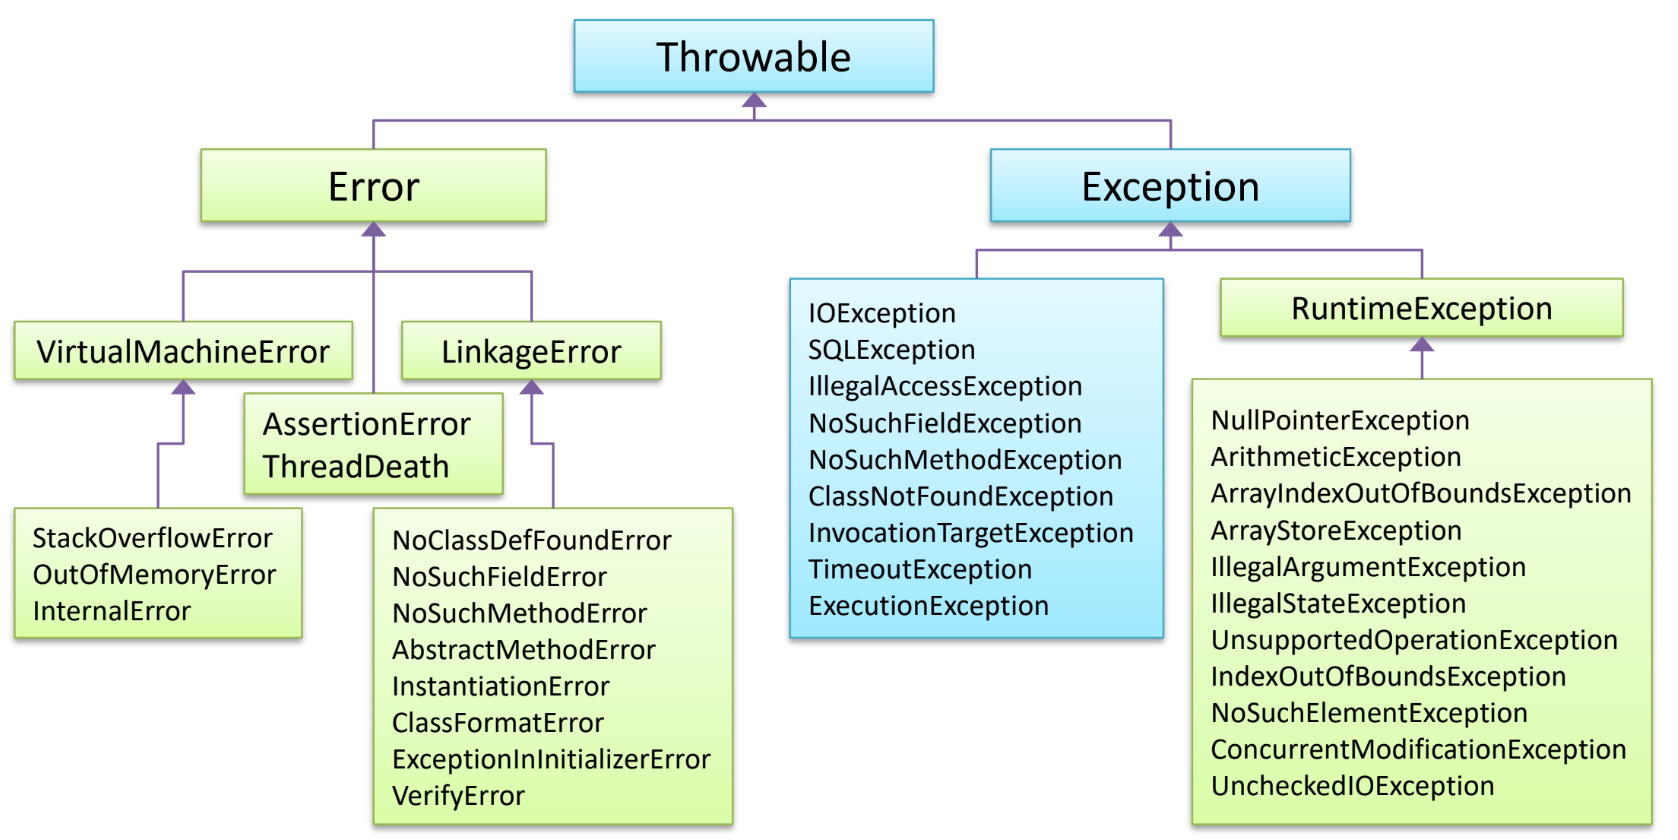 Throwable
Error
Exception
VirtualMachineError
LinkageError
AssertionError
ThreadDeath
StackOverflowError
OutOfMemoryError
InternalError
NoClassDefFoundError
NoSuchFieldError
NoSuchMethodError
AbstractMethodError
InstantiationError
ClassFormatError
ExceptionInInitializerError
VerifyError
IOException
SQLException
IllegalAccessException
NoSuchFieldException
NoSuchMethodException
ClassNotFoundException
InvocationTargetException
TimeoutException
ExecutionException
RuntimeException
NullPointerException
ArithmeticException
ArrayIndexOutOfBoundsException
ArrayStoreException
IllegalArgumentException
IllegalStateException
UnsupportedOperationException
IndexOutOfBoundsException
NoSuchElementException
ConcurrentModificationException
UncheckedIOException